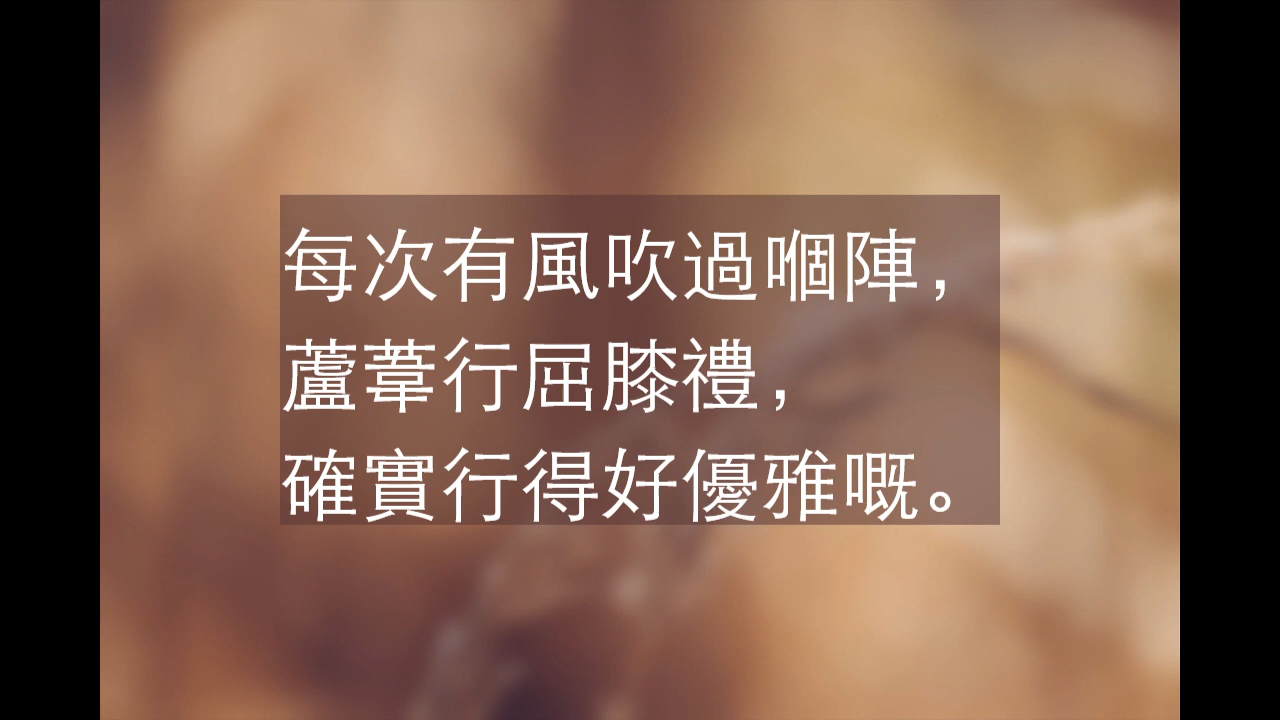 每次有風吹過嗰陣，
蘆葦行屈膝禮，
確實行得好優雅嘅。